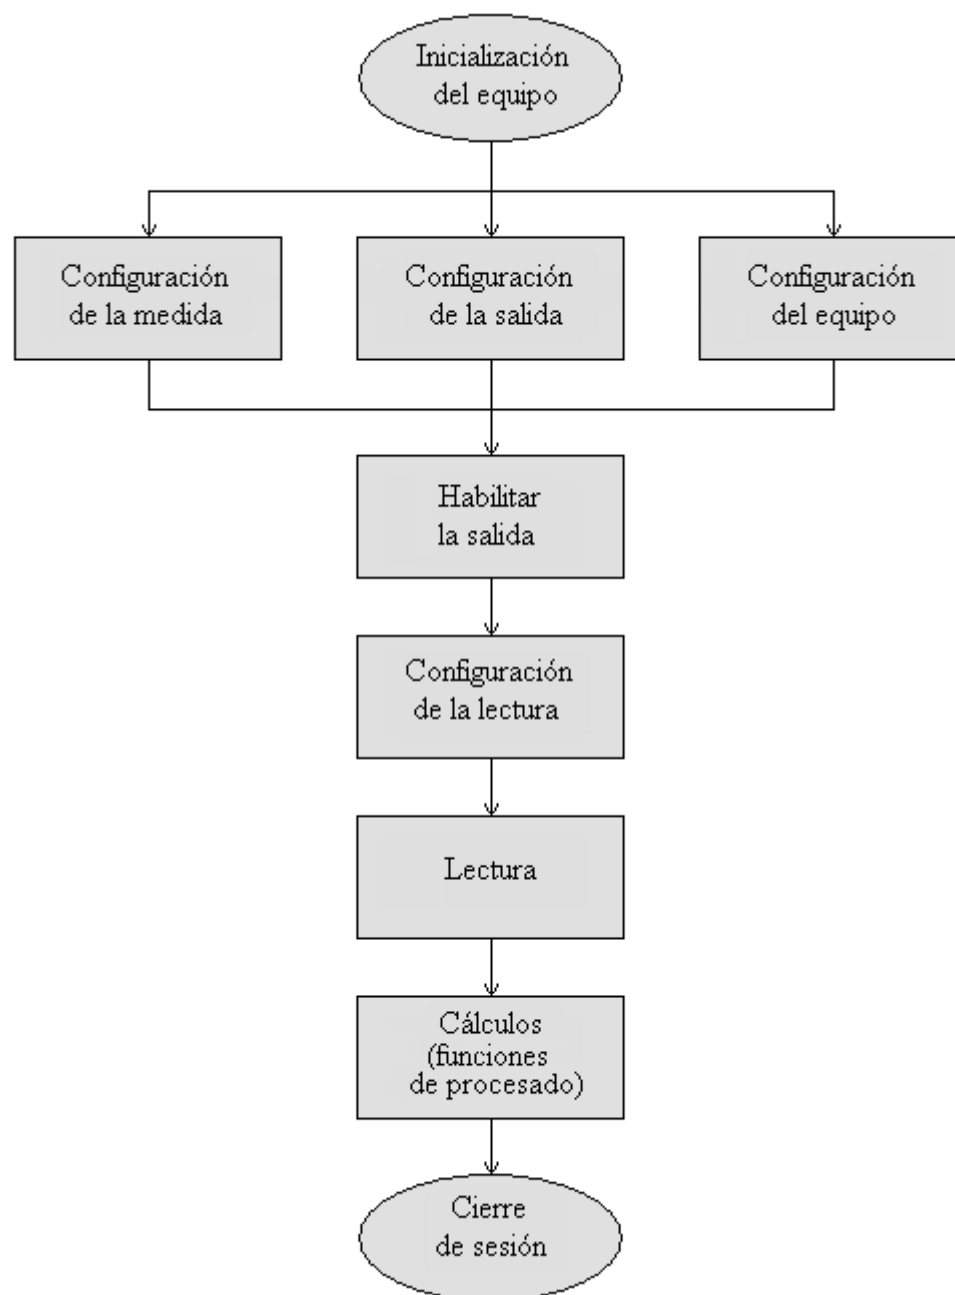 Inicialización
del equipo
Configuración
de la medida
Configuración
de la salida
Configuración
del equipo
Habilitar
la salida
Configuración
de la lectura
Lectura
Cálculos
(funciones
de procesado)
Cierre
de sesión